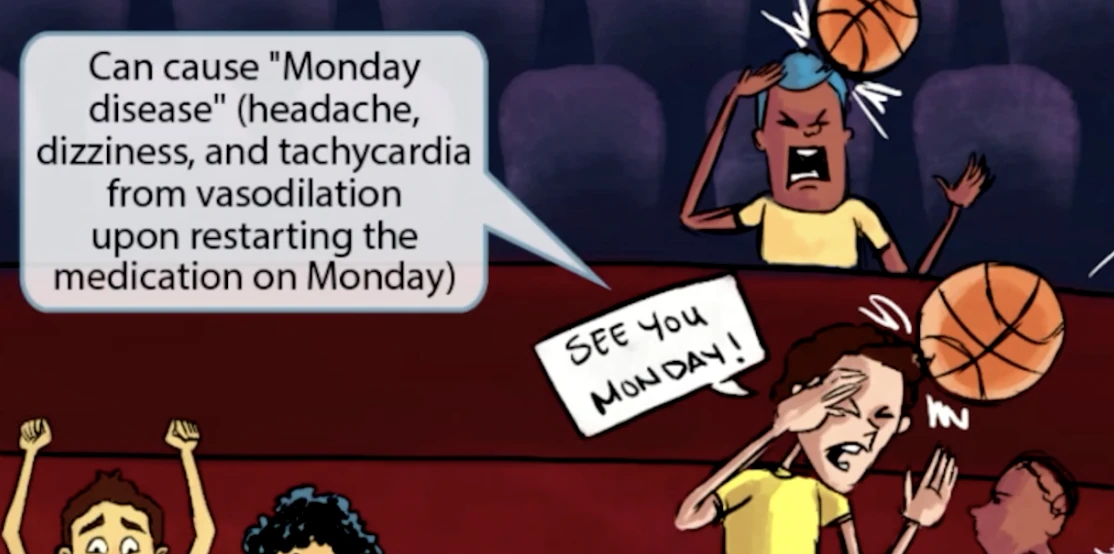 Can cause "Monday
disease" (headache,
dizziness, and tachycardia
from vasodilation
upon restarting the
medication on Monday)
SEE YOU
MONDAY!